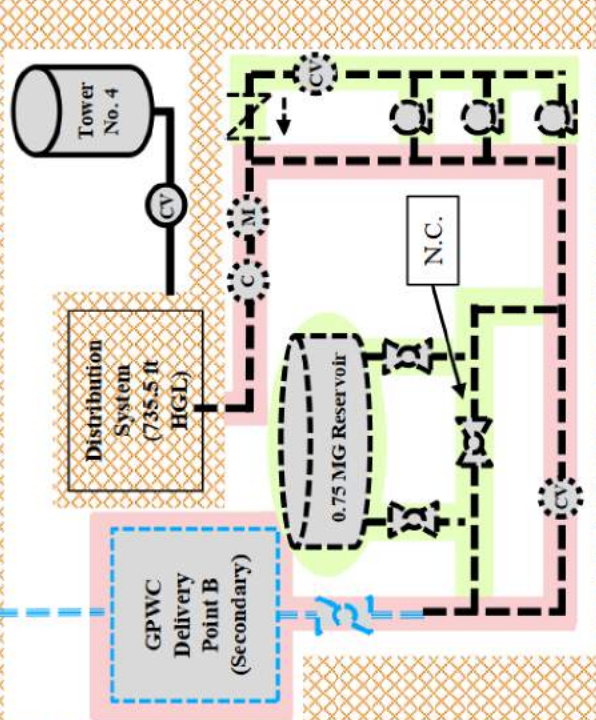 Tower
No. 4
CV
CV
M
C
N.C.
Distribution
System
(735.5 ft
HGL)
0.75 MG Reservoir
CV
GPWC
Delivery
Point B
(Secondary)